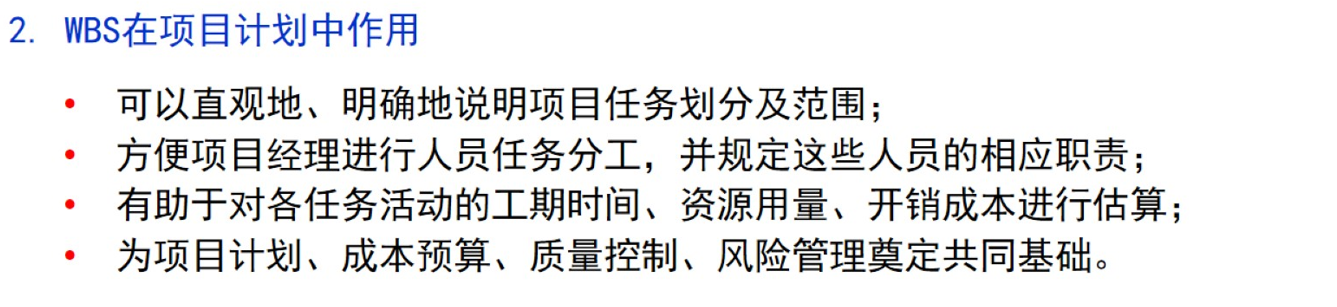 2. WBS在项目计划中作用
• 可以直观地、明确地说明项目任务划分及范围；
• 方便项目经理进行人员任务分工，并规定这些人员的相应职责；
• 有助于对各任务活动的工期时间、资源用量、开销成本进行估算；
• 为项目计划、成本预算、质量控制、风险管理奠定共同基础。